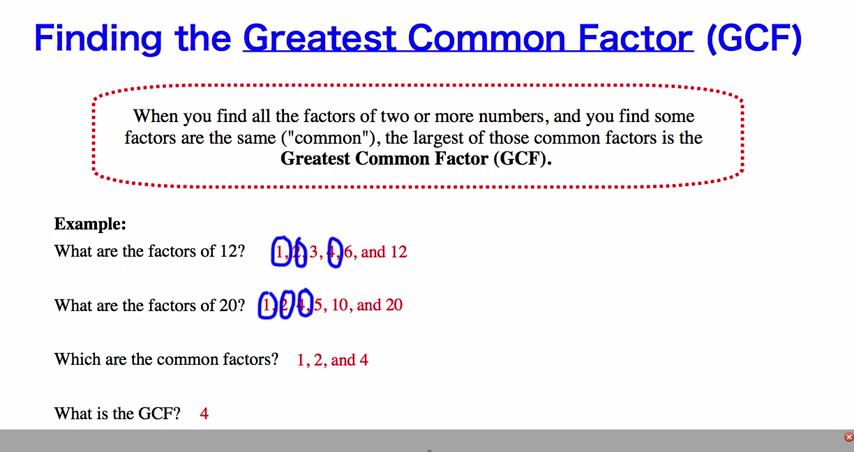 Finding the Greatest Common Factor (GCF)
When you find all the factors of two or more numbers, and you find some
factors are the same ("common"), the largest of those common factors is the
Greatest Common Factor (GCF).
Example:
What are the factors of 12? 1, 2, 3, 4, 6, and 12
What are the factors of 20? 1, 2, 4, 5, 10, and 20
Which are the common factors? 1, 2, and 4
What is the GCF? 4